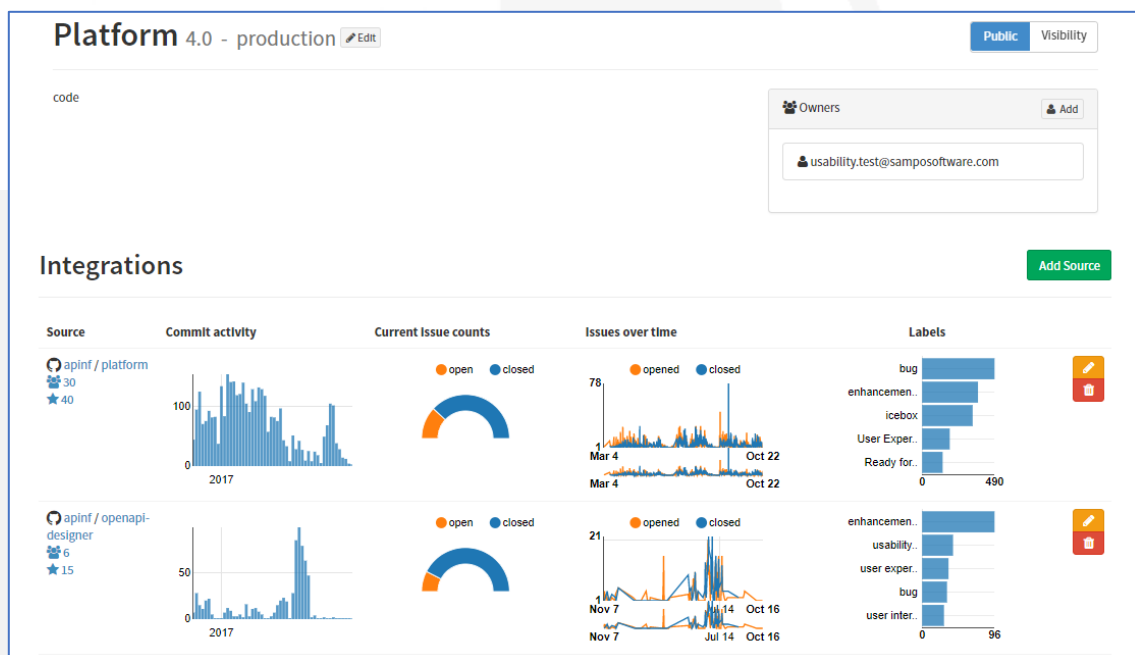 Platform 4.0 - production Edit
Public Visibility
code
Owners Add
usability.test@samposoftware.com
Integrations
Add Source
Source Commit activity Current issue counts Issues over time Labels
apinf / platform
30
40
100
0
2017
open closed
opened closed
78
1
Mar 4 Oct 22
Mar 4 Oct 22
bug
enhancemen..
icebox
User Exper..
Ready for..
0 490
apinf / openapi-
designer
6
15
50
0
2017
open closed
opened closed
21
1
Nov 7 Jul 14 Oct 16
Nov 7 Jul 14 Oct 16
enhancemen..
usability..
user exper..
bug
user inter..
0 96